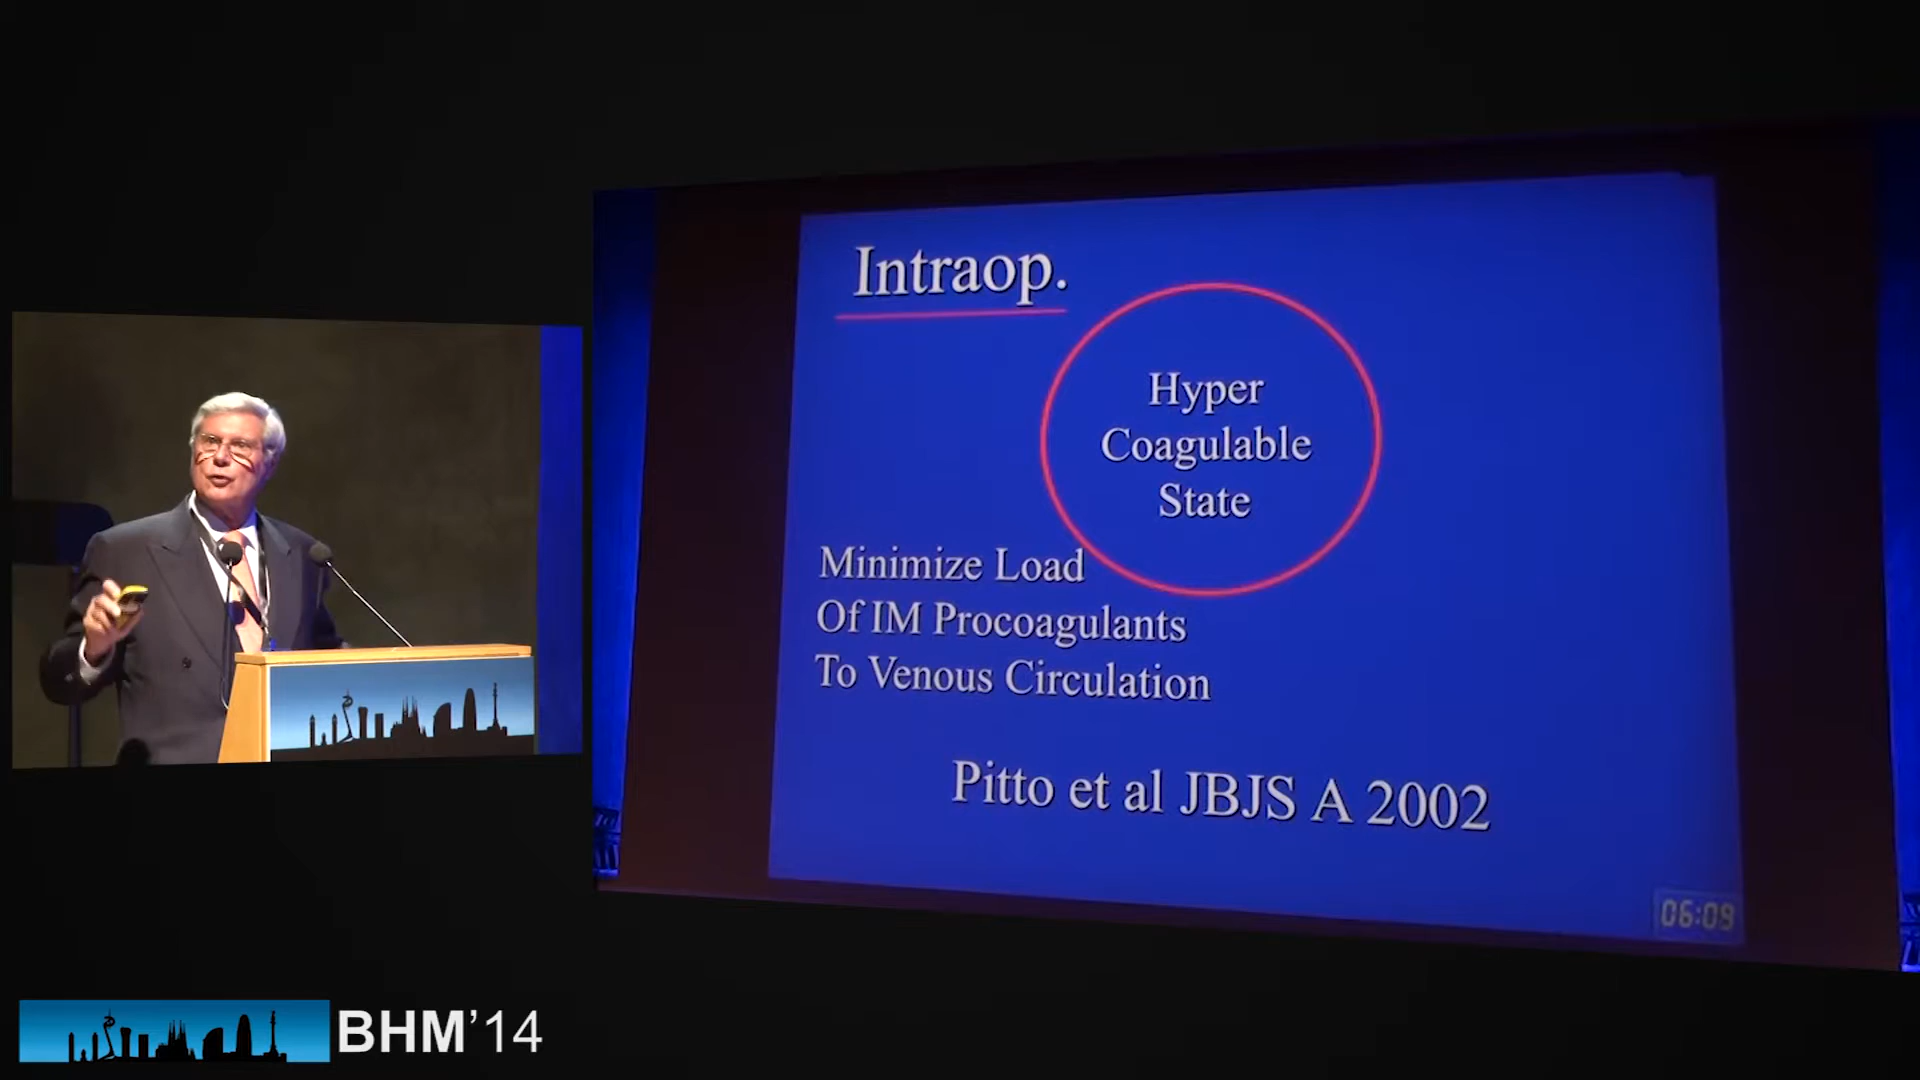 Intraop.
Hyper
Coagulable
State
Minimize Load
Of IM Procoagulants
To Venous Circulation
Pitto et al JBJS A 2002
06:09
BHM'14